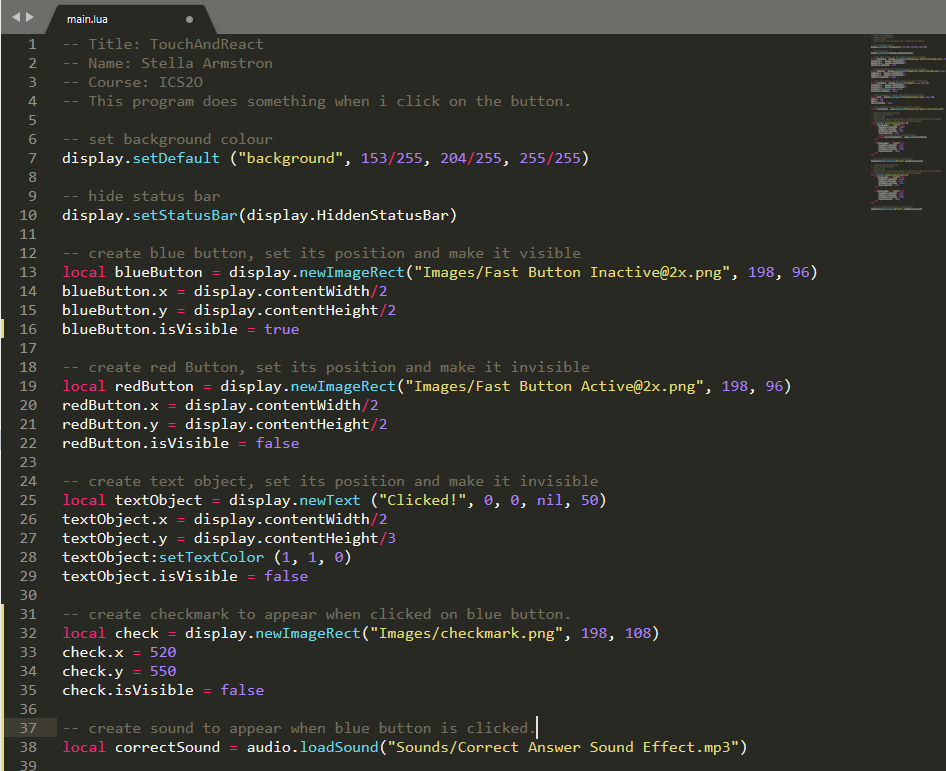 main.lua
1 -- Title: TouchAndReact
2 -- Name: Stella Armstron
3 -- Course: ICS2O
4 -- This program does something when i click on the button.
5
6 -- set background colour
7 display.setDefault ("background", 153/255, 204/255, 255/255)
8
9 -- hide status bar
10 display.setStatusBar(display.HiddenStatusBar)
11
12 -- create blue button, set its position and make it visible
13 local blueButton = display.newImageRect("Images/Fast Button Inactive@2x.png", 198, 96)
14 blueButton.x = display.contentWidth/2
15 blueButton.y = display.contentHeight/2
16 blueButton.isVisible = true
17
18 -- create red Button, set its position and make it invisible
19 local redButton = display.newImageRect("Images/Fast Button Active@2x.png", 198, 96)
20 redButton.x = display.contentWidth/2
21 redButton.y = display.contentHeight/2
22 redButton.isVisible = false
23
24 -- create text object, set its position and make it invisible
25 local textObject = display.newText ("Clicked!", 0, 0, nil, 50)
26 textObject.x = display.contentWidth/2
27 textObject.y = display.contentHeight/3
28 textObject:setTextColor (1, 1, 0)
29 textObject.isVisible = false
30
31 -- create checkmark to appear when clicked on blue button.
32 local check = display.newImageRect("Images/checkmark.png", 198, 108)
33 check.x = 520
34 check.y = 550
35 check.isVisible = false
36
37 -- create sound to appear when blue button is clicked.
38 local correctSound = audio.loadSound("Sounds/Correct Answer Sound Effect.mp3")
39